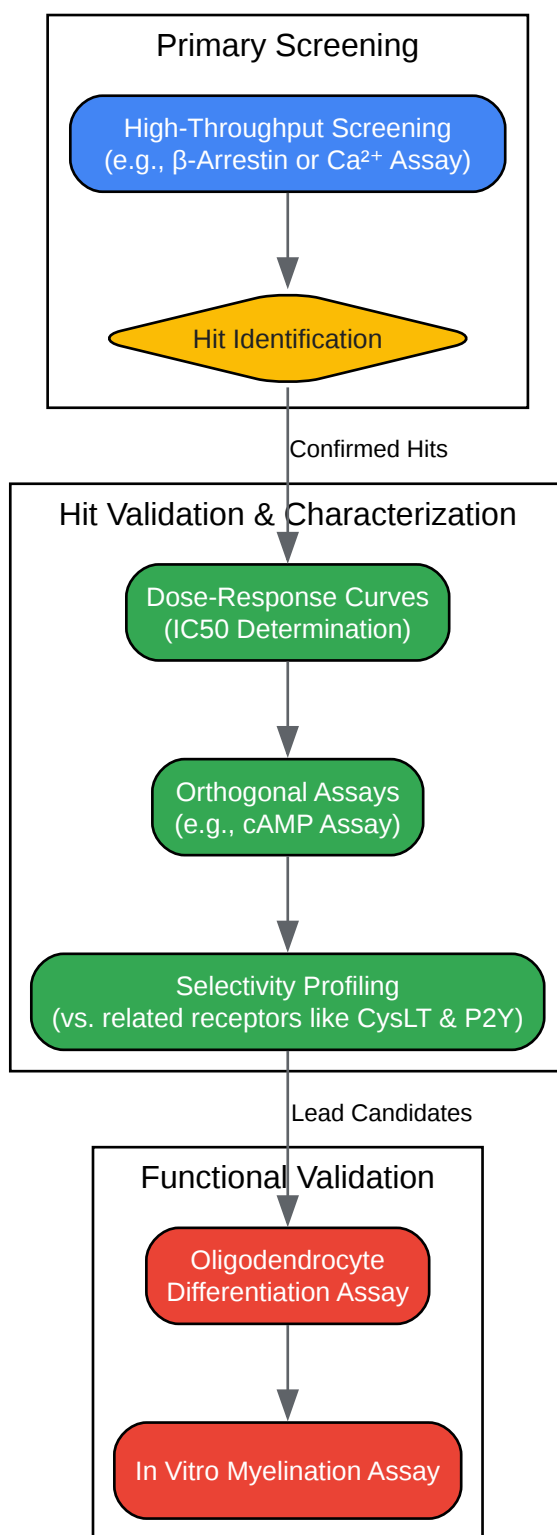 Primary Screening
High-Throughput Screening
(e.g., β-Arrestin or Ca²⁺ Assay)
Hit Identification
Confirmed Hits
Hit Validation & Characterization
Dose-Response Curves
(IC50 Determination)
Orthogonal Assays
(e.g., cAMP Assay)
Selectivity Profiling
(vs. related receptors like CysLT & P2Y)
Lead Candidates
Functional Validation
Oligodendrocyte
Differentiation Assay
In Vitro Myelination Assay